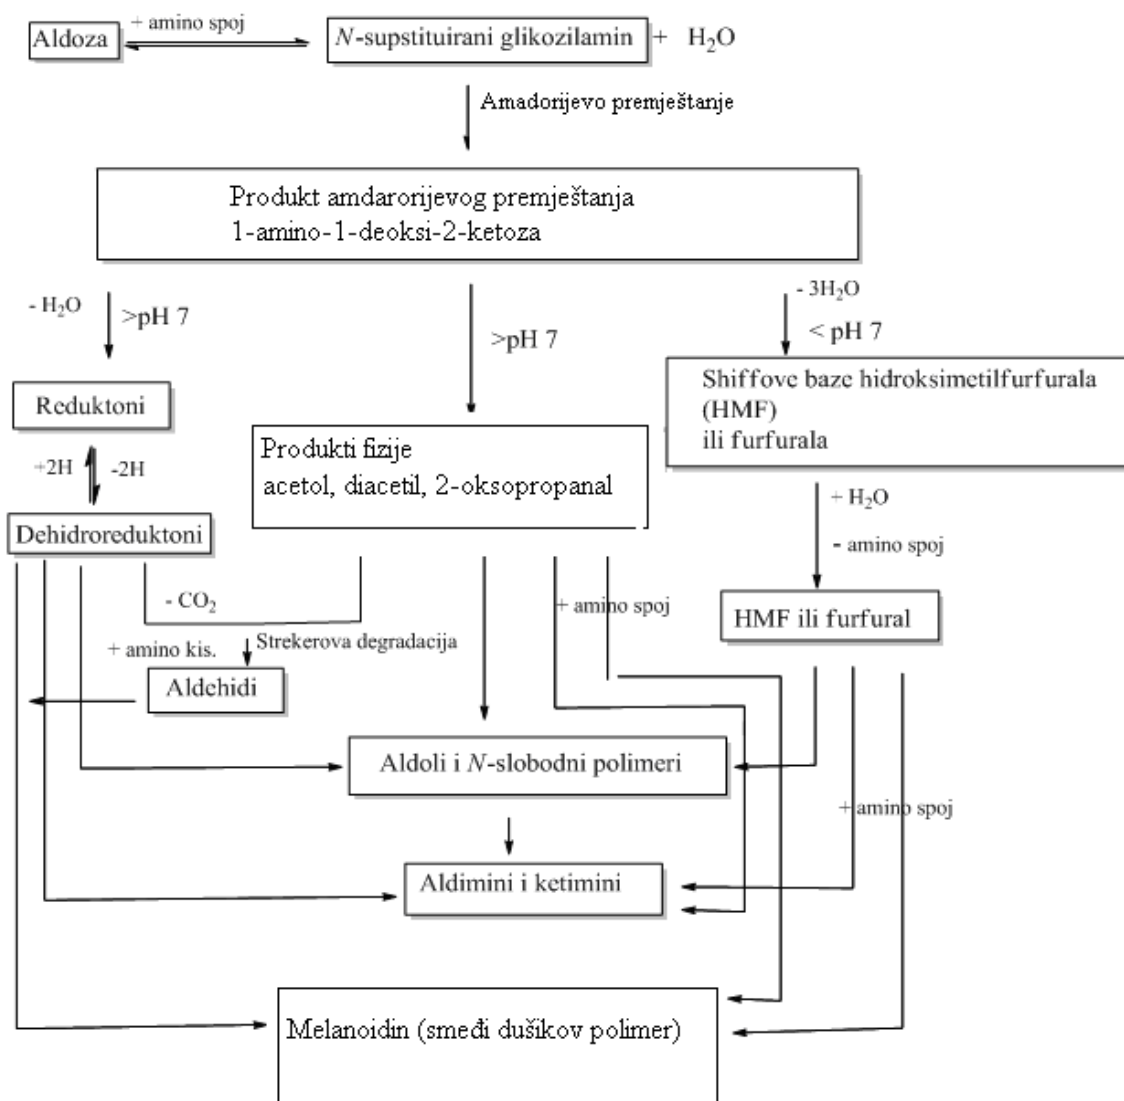 + amino spoj
Aldoza
N-supstituirani glikozilamin
+ H₂O
Amadorijevo premještanje
Produkt amdarorijevog premještanja
1-amino-1-deoksi-2-ketoza
- H₂O
>pH 7
>pH 7
- 3H₂O
< pH 7
Shiffove baze hidroksimetilfurfurala
(HMF)
ili furfurala
Reduktoni
Produkti fizije
acetol, diacetil, 2-oksopropanal
+2H
-2H
+ H₂O
- amino spoj
Dehidroreduktoni
- CO₂
+ amino spoj
HMF ili furfural
+ amino kis.
Strekerova degradacija
Aldehidi
Aldoli i N-slobodni polimeri
+ amino spoj
Aldimini i ketimini
Melanoidin (smeđi dušikov polimer)